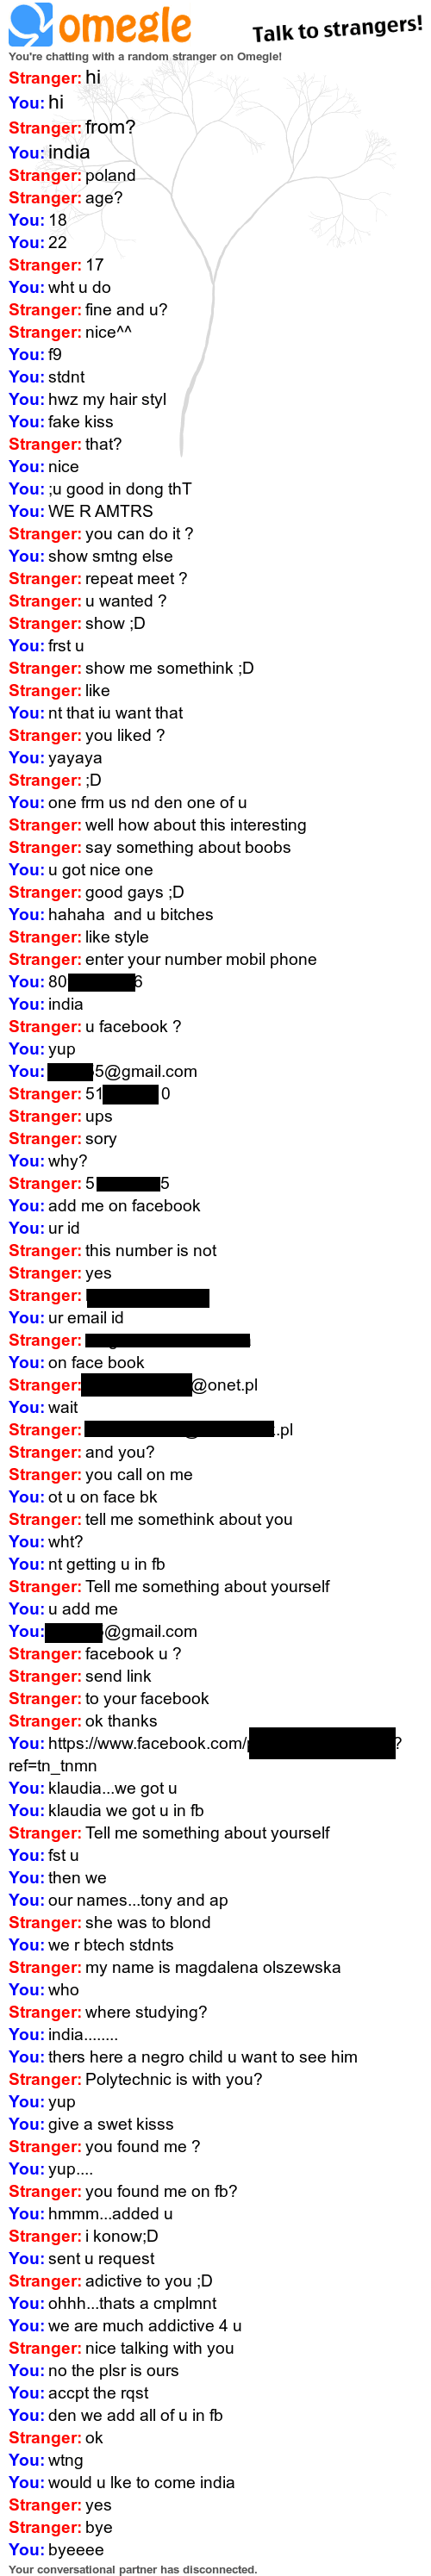 omegle
Talk to strangers!
You're chatting with a random stranger on Omegle!
Stranger: hi
You: hi
Stranger: from?
You: india
Stranger: poland
Stranger: age?
You: 18
You: 22
Stranger: 17
You: wht u do
Stranger: fine and u?
Stranger: nice^^
You: f9
You: stdnt
You: hwz my hair styl
You: fake kiss
Stranger: that?
You: nice
You: ;u good in dong thT
You: WE R AMTRS
Stranger: you can do it ?
You: show smtng else
Stranger: repeat meet ?
Stranger: u wanted ?
Stranger: show ;D
You: frst u
Stranger: show me somethink ;D
Stranger: like
You: nt that iu want that
Stranger: you liked ?
You: yayaya
Stranger: ;D
You: one frm us nd den one of u
Stranger: well how about this interesting
Stranger: say something about boobs
You: u got nice one
Stranger: good gays ;D
You: hahaha  and u bitches
Stranger: like style
Stranger: enter your number mobil phone
You: 80 6
You: india
Stranger: u facebook ?
You: yup
You: 5@gmail.com
Stranger: 51 0
Stranger: ups
Stranger: sory
You: why?
Stranger: 5 5
You: add me on facebook
You: ur id
Stranger: this number is not
Stranger: yes
Stranger:
You: ur email id
Stranger:
You: on face book
Stranger: @onet.pl
You: wait
Stranger: .pl
Stranger: and you?
Stranger: you call on me
You: ot u on face bk
Stranger: tell me somethink about you
You: wht?
You: nt getting u in fb
Stranger: Tell me something about yourself
You: u add me
You: @gmail.com
Stranger: facebook u ?
Stranger: send link
Stranger: to your facebook
Stranger: ok thanks
You: https://www.facebook.com/ ?
ref=tn_tnmn
You: klaudia...we got u
You: klaudia we got u in fb
Stranger: Tell me something about yourself
You: fst u
You: then we
You: our names...tony and ap
Stranger: she was to blond
You: we r btech stdnts
Stranger: my name is magdalena olszewska
You: who
Stranger: where studying?
You: india........
You: thers here a negro child u want to see him
Stranger: Polytechnic is with you?
You: yup
You: give a swet kisss
Stranger: you found me ?
You: yup....
Stranger: you found me on fb?
You: hmmm...added u
Stranger: i konow;D
You: sent u request
Stranger: adictive to you ;D
You: ohhh...thats a cmplmnt
You: we are much addictive 4 u
Stranger: nice talking with you
You: no the plsr is ours
You: accpt the rqst
You: den we add all of u in fb
Stranger: ok
You: wtng
You: would u lke to come india
Stranger: yes
Stranger: bye
You: byeeee
Your conversational partner has disconnected.